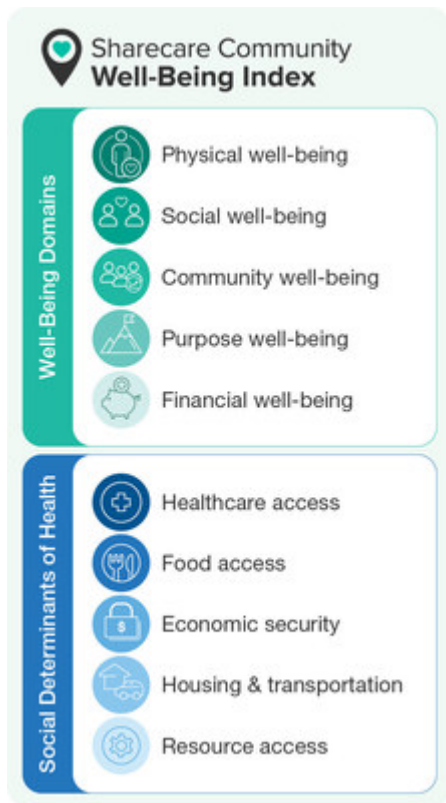 Sharecare Community
Well-Being Index
Well-Being Domains
Physical well-being
Social well-being
Community well-being
Purpose well-being
Financial well-being
Social Determinants of Health
Healthcare access
Food access
$
Economic security
Housing & transportation
Resource access